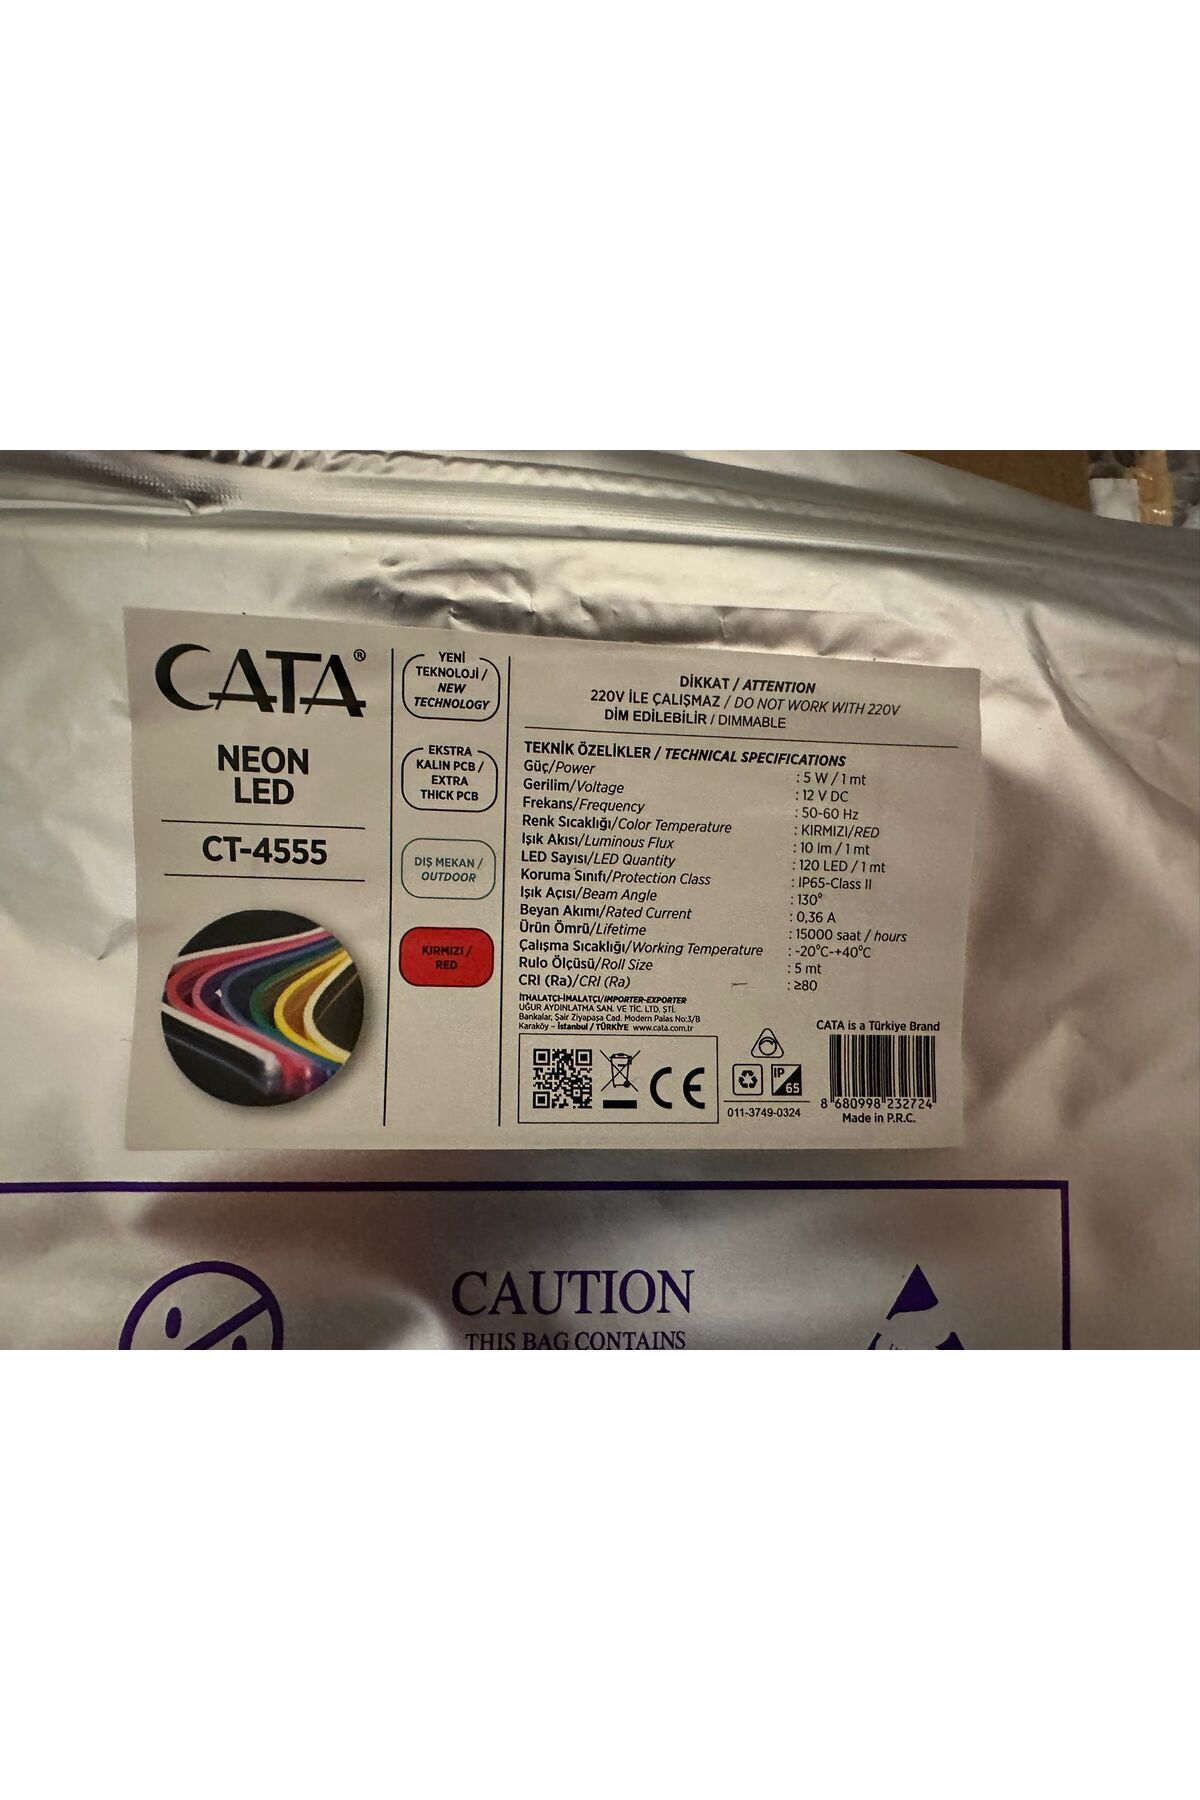 CATA®
NEON
LED
CT-4555
YENİ
TEKNOLOJİ /
NEW
TECHNOLOGY
EKSTRA
KALIN PCB /
EXTRA
THICK PCB
DIŞ MEKAN /
OUTDOOR
KIRMIZI /
RED
DİKKAT / ATTENTION
220V İLE ÇALIŞMAZ / DO NOT WORK WITH 220V
DİM EDİLEBİLİR / DIMMABLE
TEKNİK ÖZELİKLER / TECHNICAL SPECIFICATIONS
Güç/Power : 5 W / 1 mt
Gerilim/Voltage : 12 V DC
Frekans/Frequency : 50-60 Hz
Renk Sıcaklığı/Color Temperature : KIRMIZI/RED
Işık Akısı/Luminous Flux : 10 lm / 1 mt
LED Sayısı/LED Quantity : 120 LED / 1 mt
Koruma Sınıfı/Protection Class : IP65-Class II
Işık Açısı/Beam Angle : 130°
Beyan Akımı/Rated Current : 0,36 A
Ürün Ömrü/Lifetime : 15000 saat / hours
Çalışma Sıcaklığı/Working Temperature : -20°C-+40°C
Rulo Ölçüsü/Roll Size : 5 mt
CRI (Ra)/CRI (Ra) : ≥80
İTHALATÇI-İMALATÇI/IMPORTER-EXPORTER
UĞUR AYDINLATMA SAN. VE TİC. LTD. ŞTİ.
Bankalar, Şair Ziyapaşa Cad. Modern Palas No:3/B
Karaköy – İstanbul / TÜRKİYE www.cata.com.tr
CE
IP
65
011-3749-0324
CATA is a Türkiye Brand
8 680998 232724
Made in P.R.C.
CAUTION
THIS BAG CONTAINS